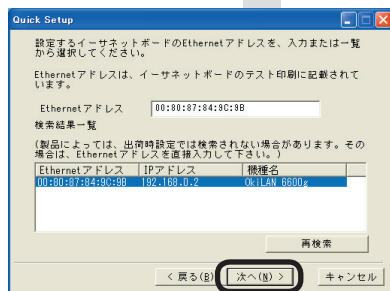 Quick Setup
設定するイーサネットボードのEthernetアドレスを、入力または一覧
から選択してください。
Ethernetアドレスは、イーサネットボードのテスト印刷に記載されて
います。
Ethernetアドレス 00:80:87:84:9C:9B
検索結果一覧
(製品によっては、出荷時設定では検索されない場合があります。その
場合は、Ethernetアドレスを直接入力して下さい。)
Ethernetアドレス IPアドレス 機種名
00:80:87:84:9C:9B 192.168.0.2 OkiLAN 6600g
再検索
< 戻る(B) 次へ(N) > キャンセル